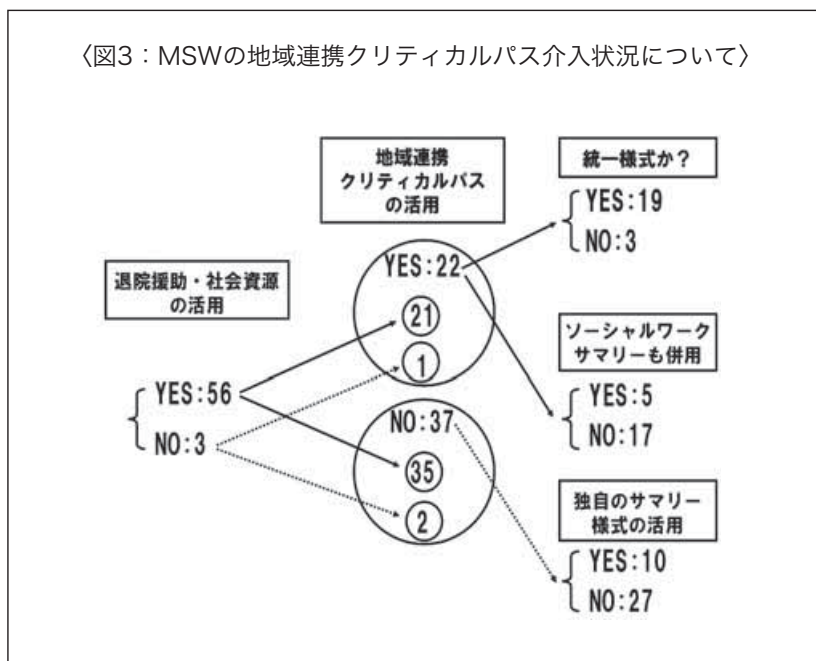 〈図3：MSWの地域連携クリティカルパス介入状況について〉
退院援助・社会資源
の活用
YES:56
NO:3
地域連携
クリティカルパス
の活用
YES:22
21
1
NO:37
35
2
統一様式か？
YES:19
NO:3
ソーシャルワーク
サマリーも併用
YES:5
NO:17
独自のサマリー
様式の活用
YES:10
NO:27